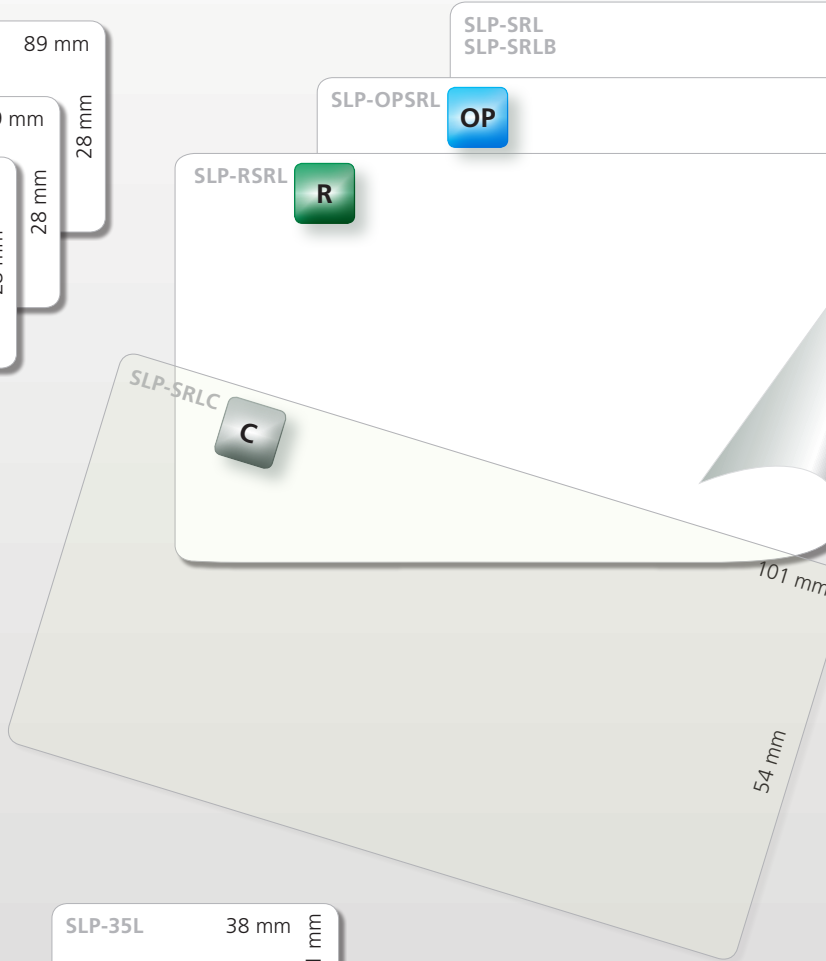 89 mm
28 mm
mm
28 mm
SLP-SRL
SLP-SRLB
SLP-OPSRL
OP
SLP-RSRL
R
SLP-SRLC
C
101 mm
54 mm
SLP-35L
38 mm
mm